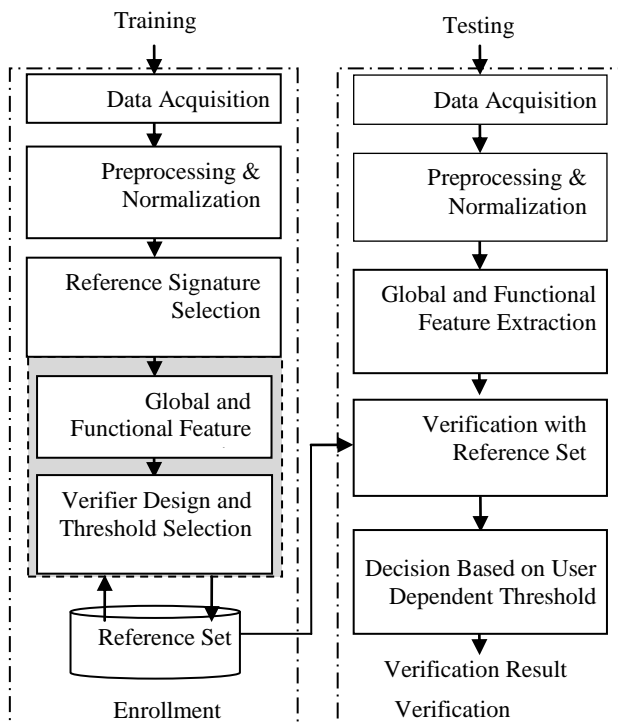 Training
Data Acquisition
Preprocessing &
Normalization
Reference Signature
Selection
Global and
Functional Feature
Verifier Design and
Threshold Selection
Reference Set
Enrollment
Testing
Data Acquisition
Preprocessing &
Normalization
Global and Functional
Feature Extraction
Verification with
Reference Set
Decision Based on User
Dependent Threshold
Verification Result
Verification